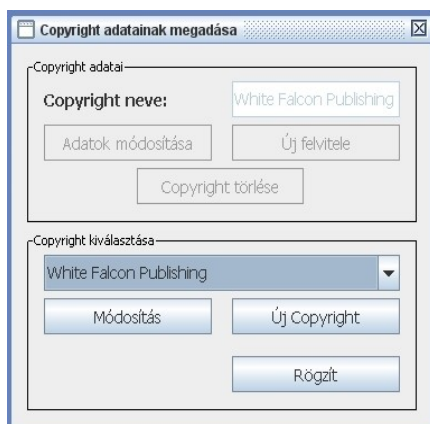 Copyright adatainak megadása
Copyright adatai
Copyright neve: White Falcon Publishing
Adatok módosítása Új felvitele
Copyright törlése
Copyright kiválasztása
White Falcon Publishing
Módosítás Új Copyright
Rögzít